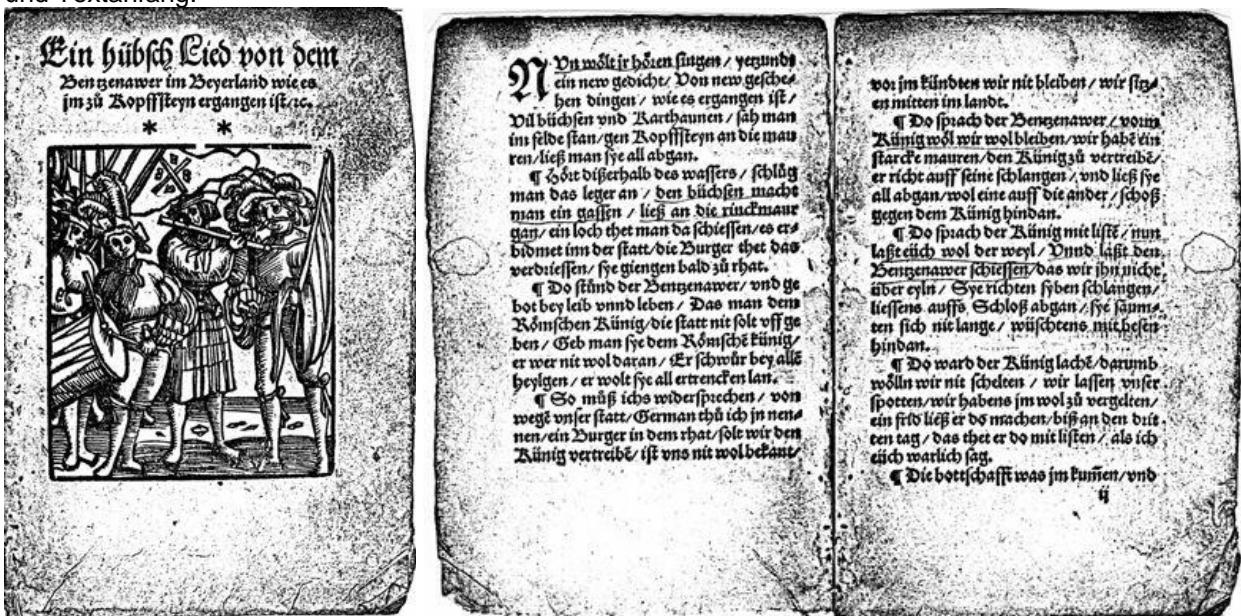 und Textanfang:
Ein hübsch Lied von dem
Bentzenawer im Beyerland wie es
jm zů Kopffsteyn ergangen ist/ꝛc.
* *
NVn wölt jr hören singen / yetzunds
ein new gedicht / Von new gesche-
hen dingen / wie es ergangen ist /
Vil büchsen vnd Karthaunen / sah man
im felde stan / gen Kopffsteyn an die mau
ren / ließ man sye all abgan.
¶ Hört dißerhalb des wassers / schlůg
man das leger an / den büchsen macht
man ein gassen / ließ an die rinckmaur
gan / ein loch thet man da schiessen / es er-
bidmet inn der statt / die Burger thet das
verdriessen / sye giengen bald zů rhat.
¶ Do stůnd der Bentzenawer / vnd ge
bot bey leib vnnd leben / Das man dem
Römschen Künig / die statt nit solt vff ge
ben / Geb man sye dem Römschē künig /
er wer nit wol daran / Er schwůr bey allē
heylgen / er wolt sye all ertrencken lan.
¶ So můß ichs widersprechen / von
wegē vnser statt / German thů ich jn nen-
nen / ein Burger in dem rhat / solt wir den
Künig vertreibē / ist vns nit wol bekant /
vor jm kündten wir nit bleiben / wir sitz-
en mitten im landt.
¶ Do sprach der Bentzenawer / vorm
Künig wöl wir wol bleiben / wir habē ein
starcke mauren / den Künig zů vertreibē /
er richt auff seine schlangen / vnd ließ sye
all abgan / wol eine auff die ander / schoß
gegen dem Künig hindan.
¶ Do sprach der Künig mit listē / nun
laßt eüch wol der weyl / Vnnd laßt den
Bentzenawer schiessen / das wir jhn nicht
über eyln / Sye richten syben schlangen /
liessens auffs Schloß abgan / sye saum-
ten sich nit lange / wüschtens mit besen
hindan.
¶ Do ward der Künig lachē / darumb
wölln wir nit schelten / wir lassen vnser
spotten / wir habens jm wol zů vergelten /
ein frid ließ er do machen / biß an den drit
ten tag / das thet er do mit listen / als ich
eüch warlich sag.
¶ Die bottschafft was jm kum̄en / vnd
ij